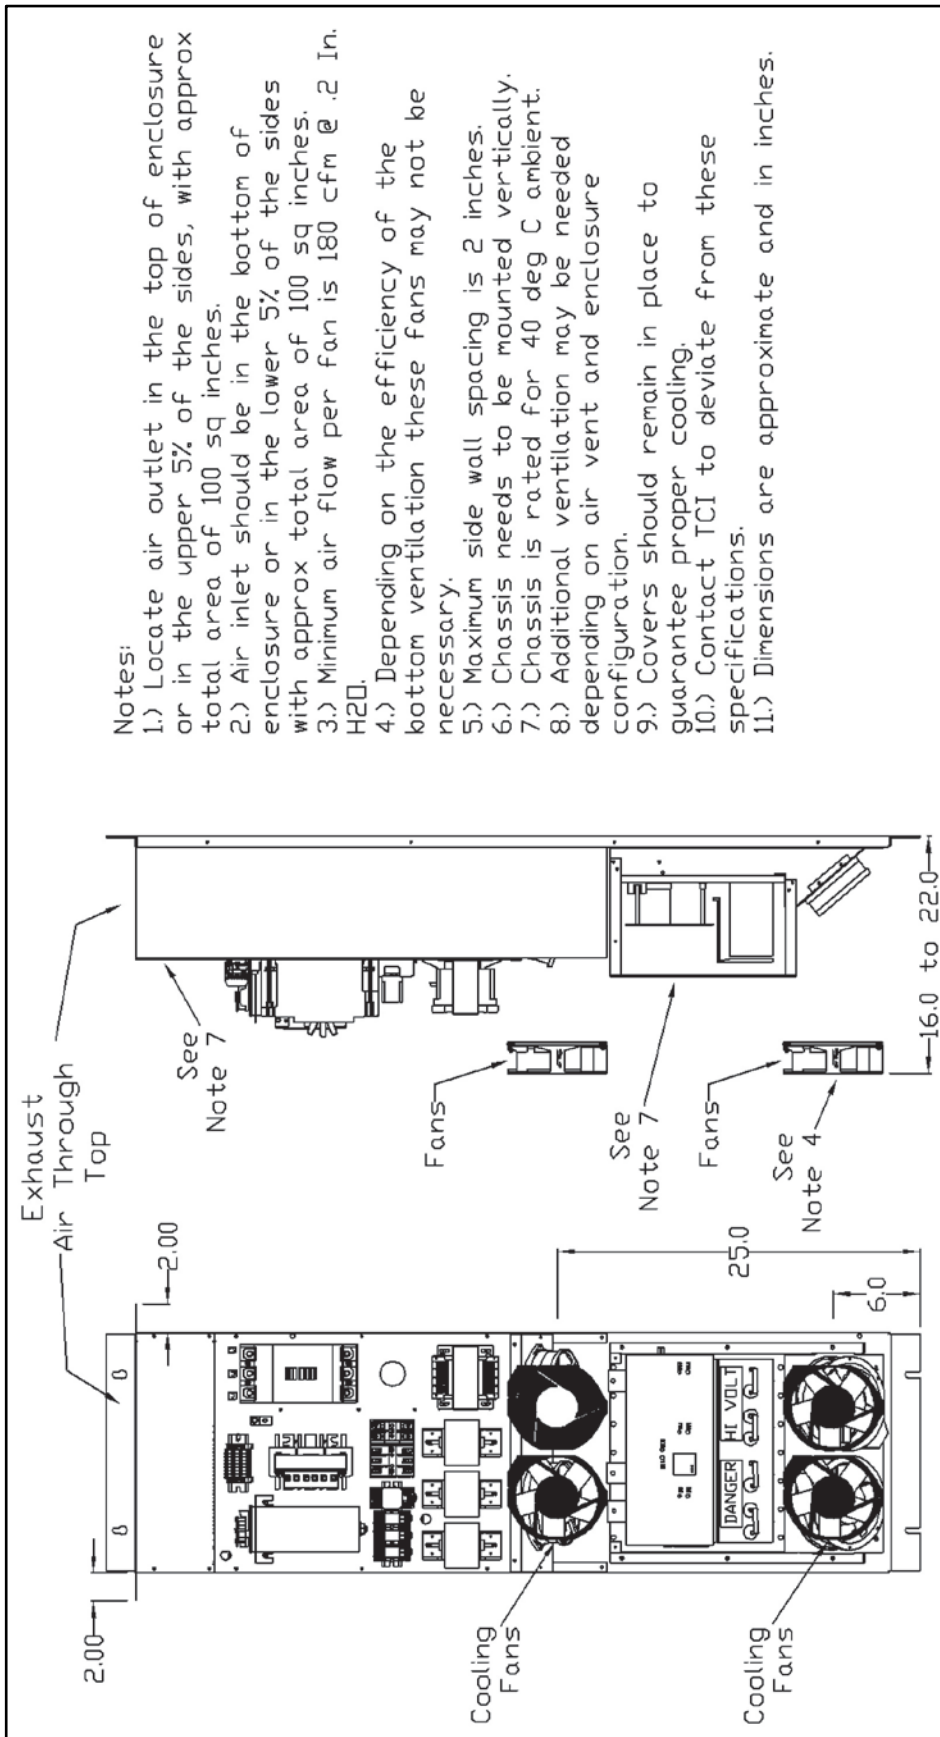 Exhaust
Air Through
Top
2.00
2.00
See
Note 7
Fans
See
Note 7
Fans
See
Note 4
Cooling
Fans
Cooling
Fans
DANGER
HI VOLT
25.0
6.0
16.0 to 22.0
Notes:
1.) Locate air outlet in the top of enclosure
or in the upper 5% of the sides, with approx
total area of 100 sq inches.
2.) Air inlet should be in the bottom of
enclosure or in the lower 5% of the sides
with approx total area of 100 sq inches.
3.) Minimum air flow per fan is 180 cfm @ .2 In.
H2O.
4.) Depending on the efficiency of the
bottom ventilation these fans may not be
necessary.
5.) Maximum side wall spacing is 2 inches.
6.) Chassis needs to be mounted vertically.
7.) Chassis is rated for 40 deg C ambient.
8.) Additional ventilation may be needed
depending on air vent and enclosure
configuration.
9.) Covers should remain in place to
guarantee proper cooling.
10.) Contact TCI to deviate from these
specifications.
11.) Dimensions are approximate and in inches.